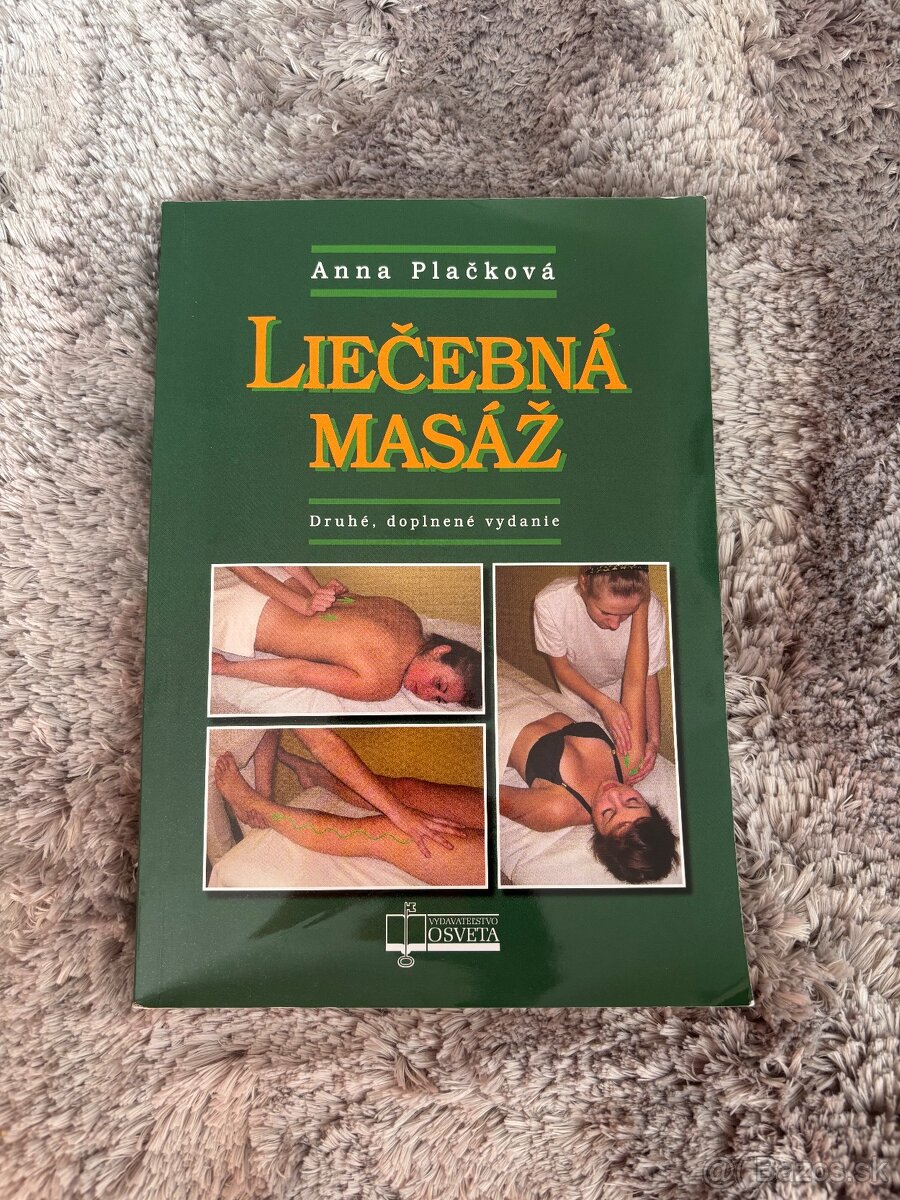 Anna Plačková
LIEČEBNÁ
MASÁŽ
Druhé, doplnené vydanie
VYDAVATEĽSTVO
OSVETA
@ Bazos.sk